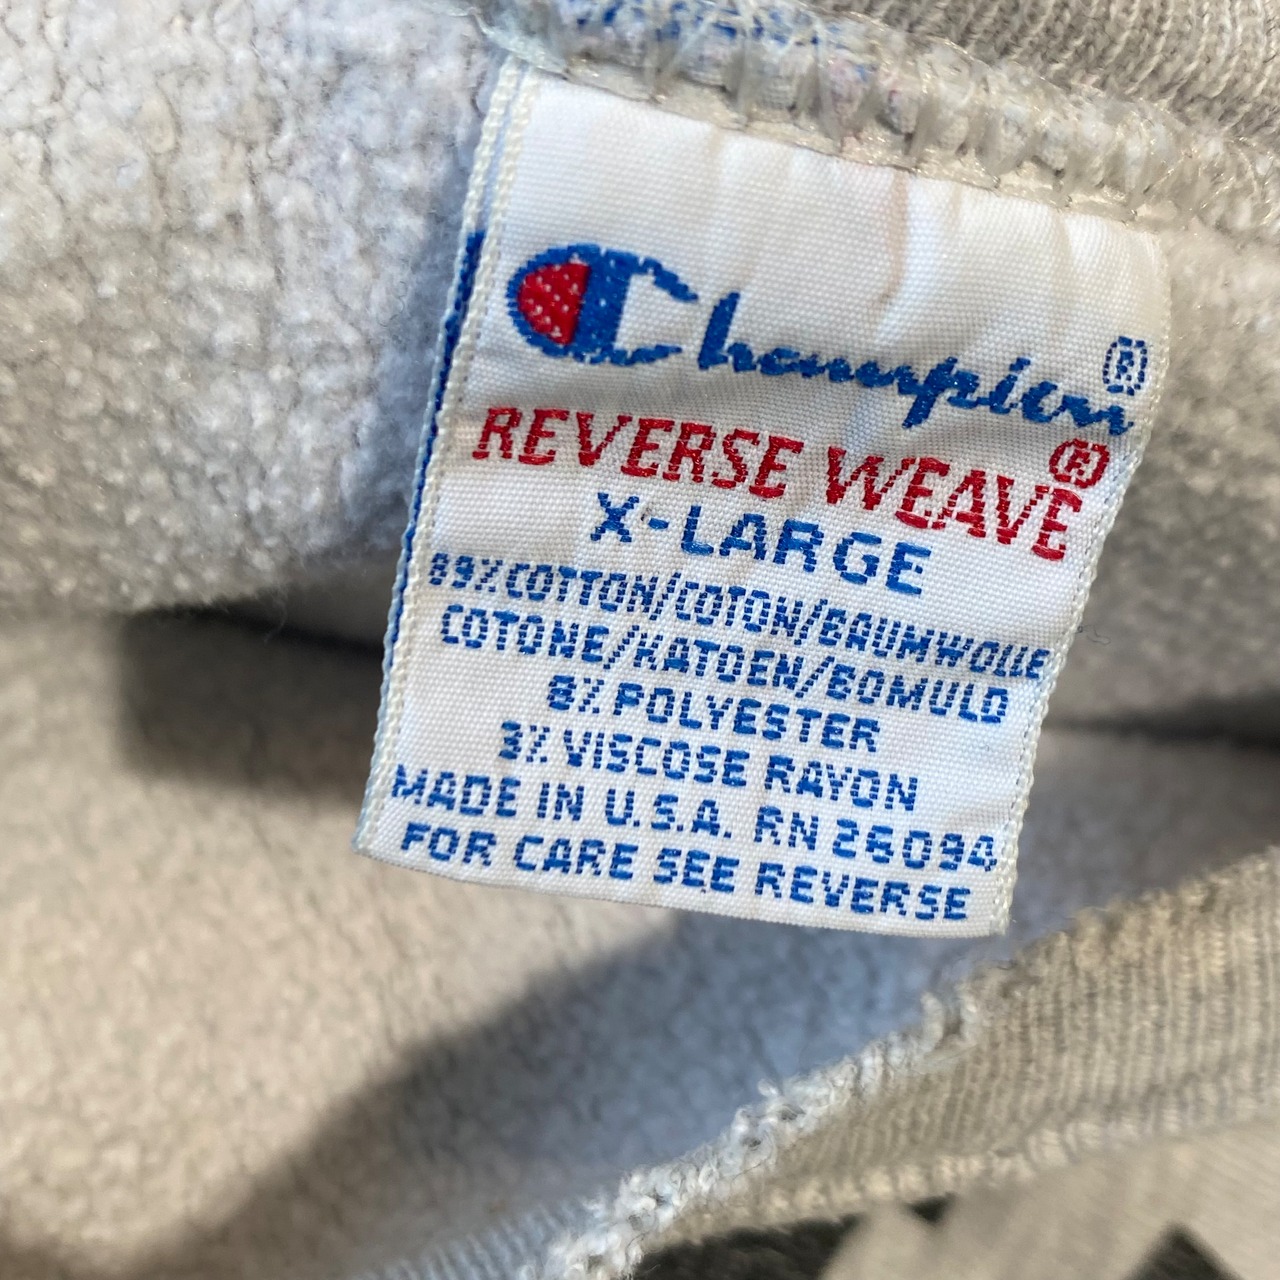 Champion®
REVERSE WEAVE®
X-LARGE
89% COTTON/COTON/BAUMWOLLE
COTONE/KATOEN/BOMULD
8% POLYESTER
3% VISCOSE RAYON
MADE IN U.S.A. RN 26094
FOR CARE SEE REVERSE